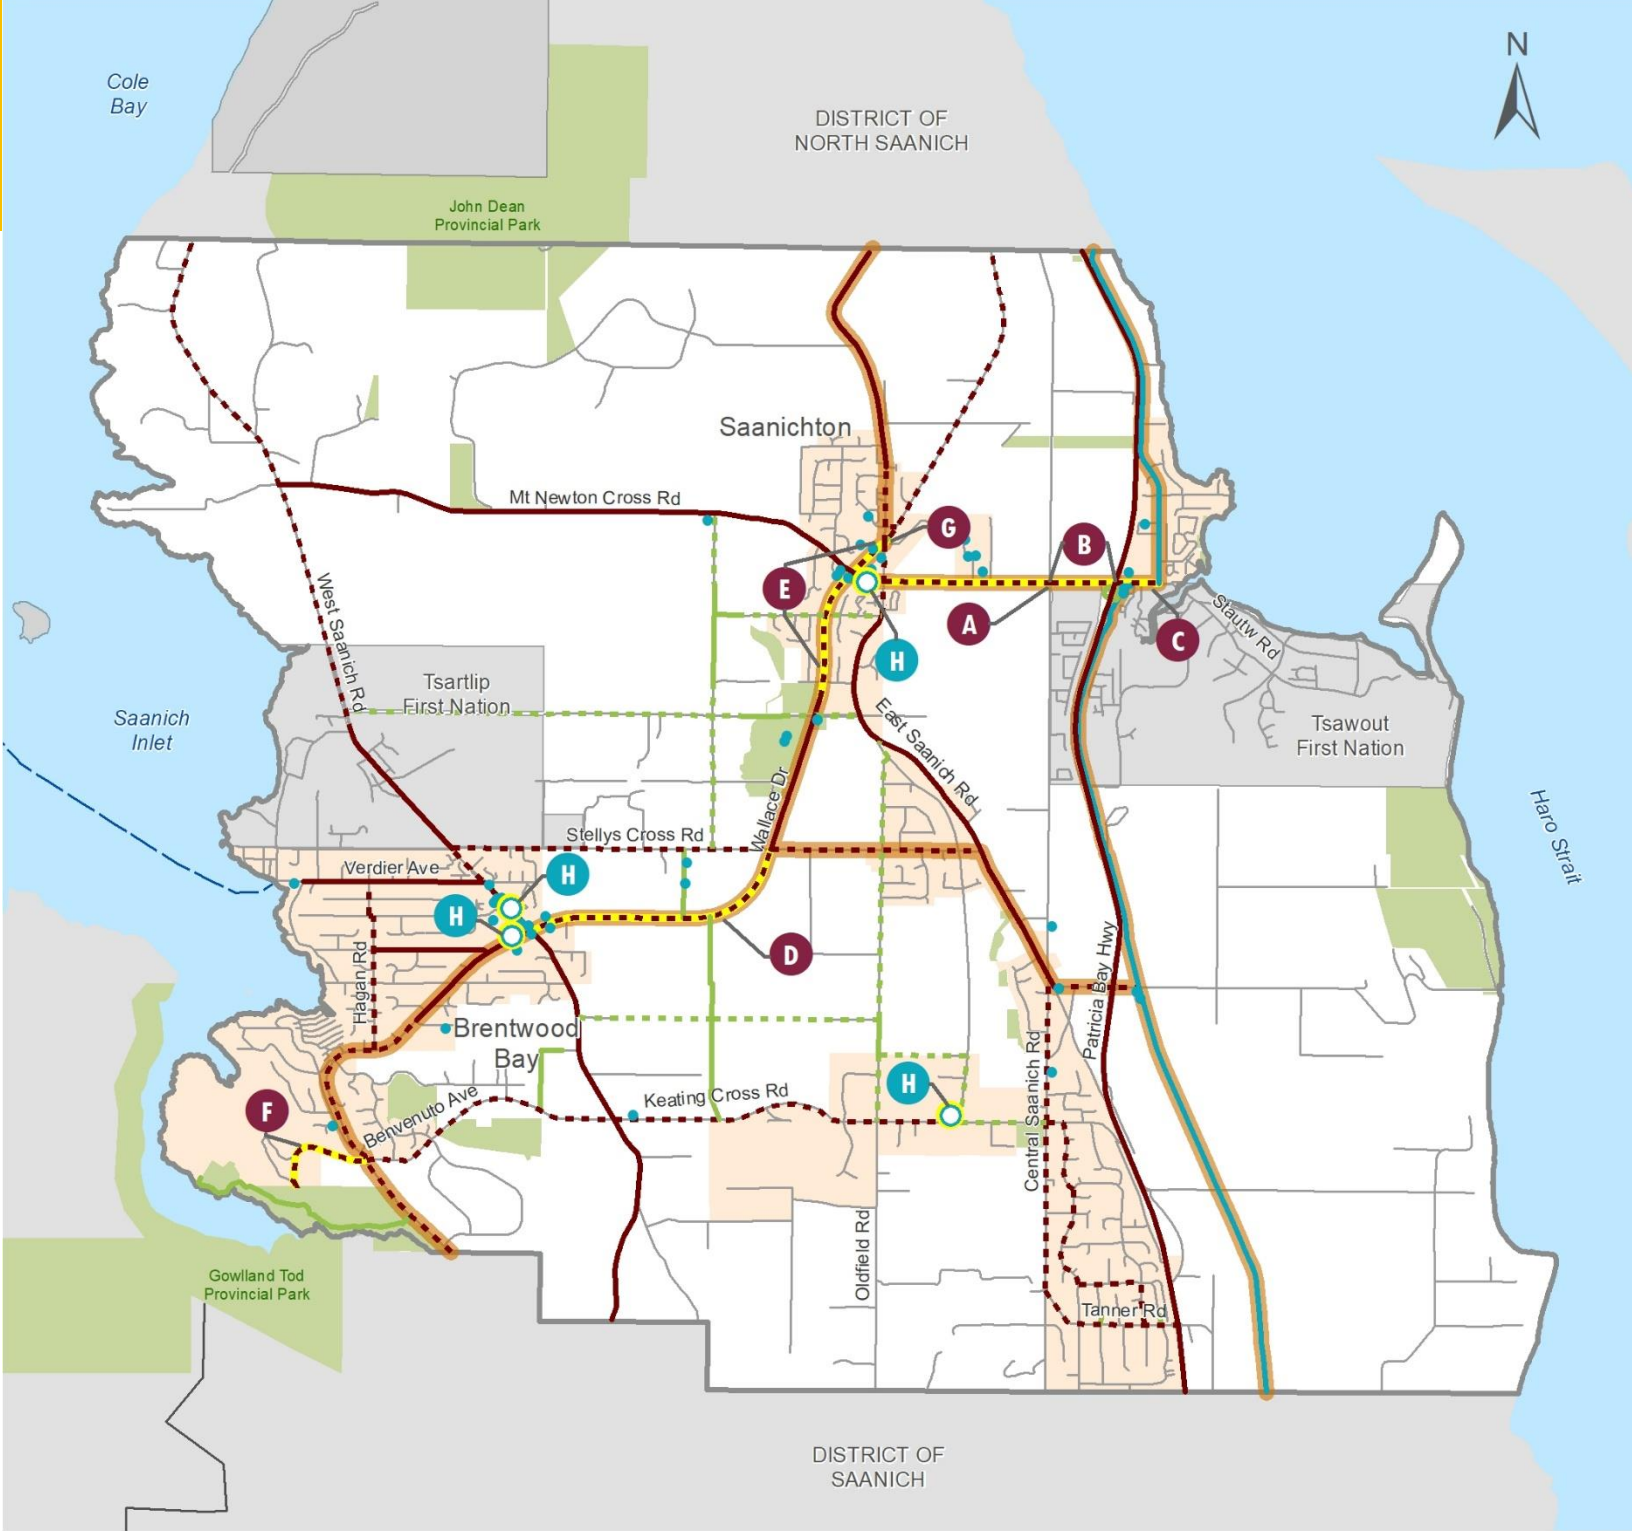 N
Cole
Bay
DISTRICT OF
NORTH SAANICH
John Dean
Provincial Park
Saanichton
Mt Newton Cross Rd
G
B
E
A
C
H
Stautw Rd
West Saanich Rd
Tsartlip
First Nation
Saanich
Inlet
East Saanich Rd
Tsawout
First Nation
Wallace Dr
Haro Strait
Stellys Cross Rd
Verdier Ave
H
H
D
Hagan Rd
Patricia Bay Hwy
Brentwood
Bay
Central Saanich Rd
H
Keating Cross Rd
F
Benvenuto Ave
Oldfield Rd
Gowlland Tod
Provincial Park
Tanner Rd
DISTRICT OF
SAANICH